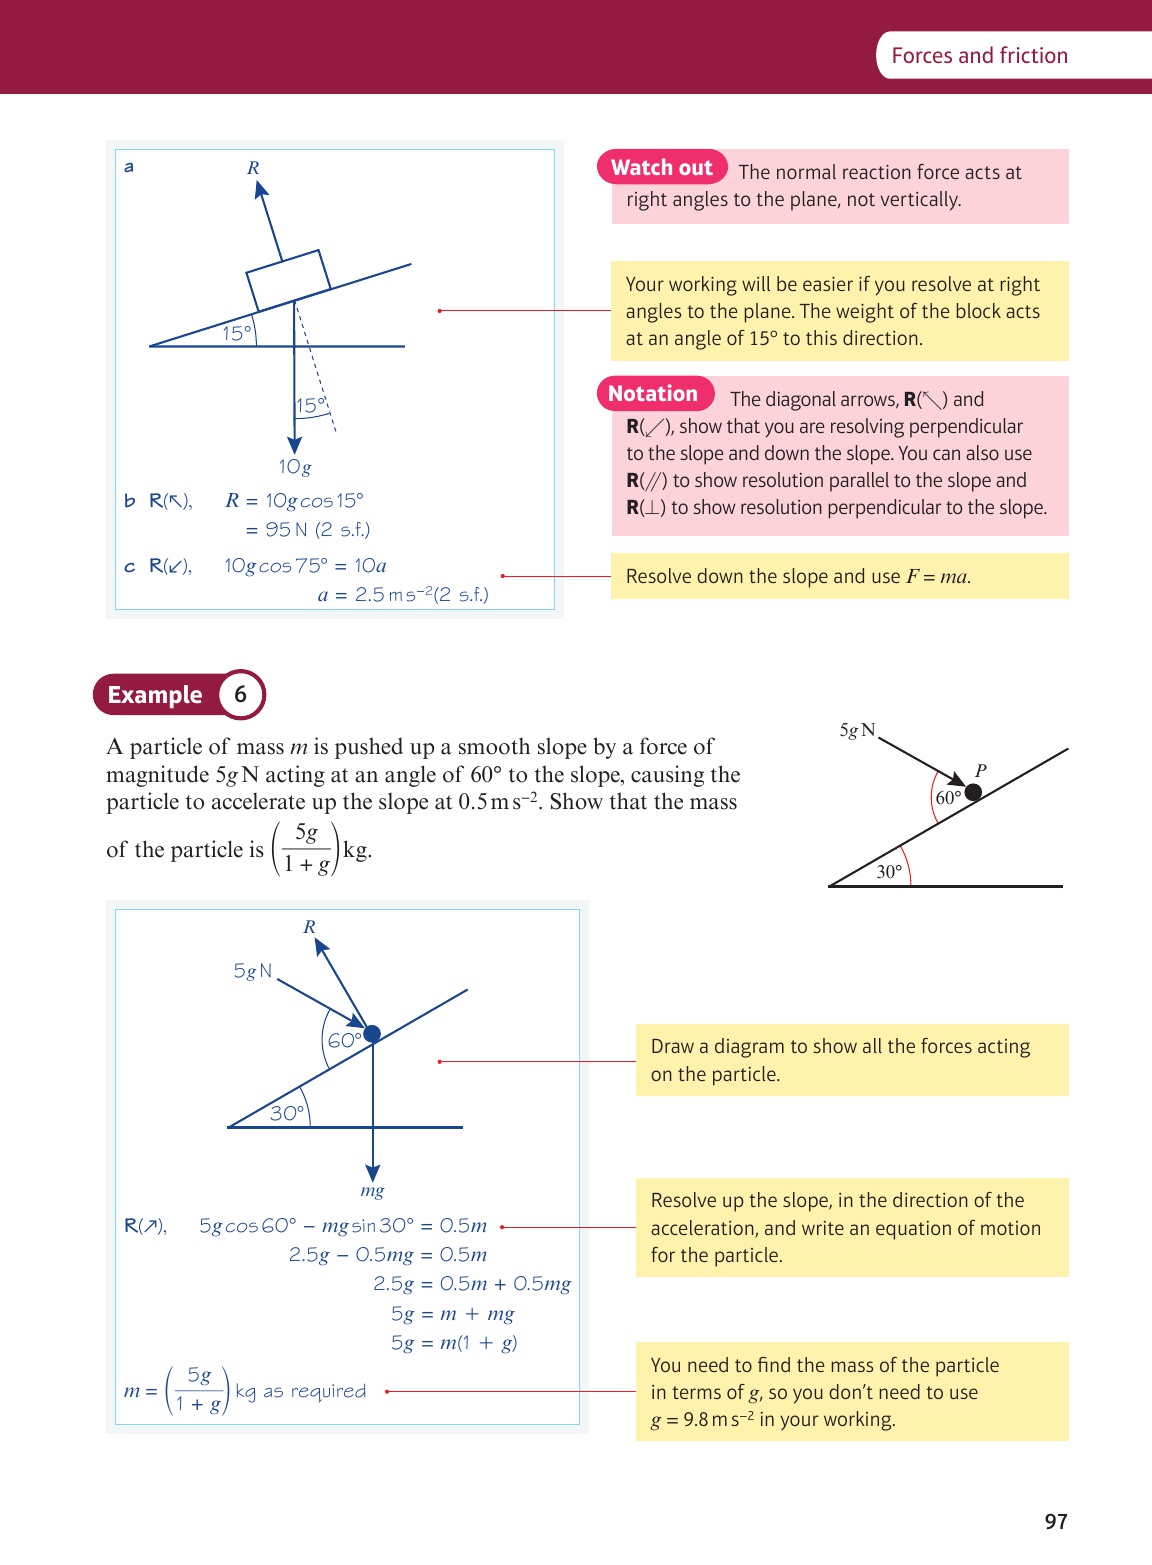 Forces and friction
a
R
15°
15°
10g
b R(↖), R = 10g cos 15°
= 95 N (2 s.f.)
c R(↙), 10g cos 75° = 10a
a = 2.5 m s⁻² (2 s.f.)
Watch out The normal reaction force acts at
right angles to the plane, not vertically.
Your working will be easier if you resolve at right
angles to the plane. The weight of the block acts
at an angle of 15° to this direction.
Notation The diagonal arrows, R(↖) and
R(↙), show that you are resolving perpendicular
to the slope and down the slope. You can also use
R(//) to show resolution parallel to the slope and
R(⊥) to show resolution perpendicular to the slope.
Resolve down the slope and use F = ma.
Example 6
A particle of mass m is pushed up a smooth slope by a force of
magnitude 5g N acting at an angle of 60° to the slope, causing the
particle to accelerate up the slope at 0.5 m s⁻². Show that the mass
of the particle is (5g / 1 + g) kg.
5g N
P
60°
30°
R
5g N
60°
30°
mg
R(↗), 5g cos 60° − mg sin 30° = 0.5m
2.5g − 0.5mg = 0.5m
2.5g = 0.5m + 0.5mg
5g = m + mg
5g = m(1 + g)
m = (5g / 1 + g) kg as required
Draw a diagram to show all the forces acting
on the particle.
Resolve up the slope, in the direction of the
acceleration, and write an equation of motion
for the particle.
You need to find the mass of the particle
in terms of g, so you don't need to use
g = 9.8 m s⁻² in your working.
97